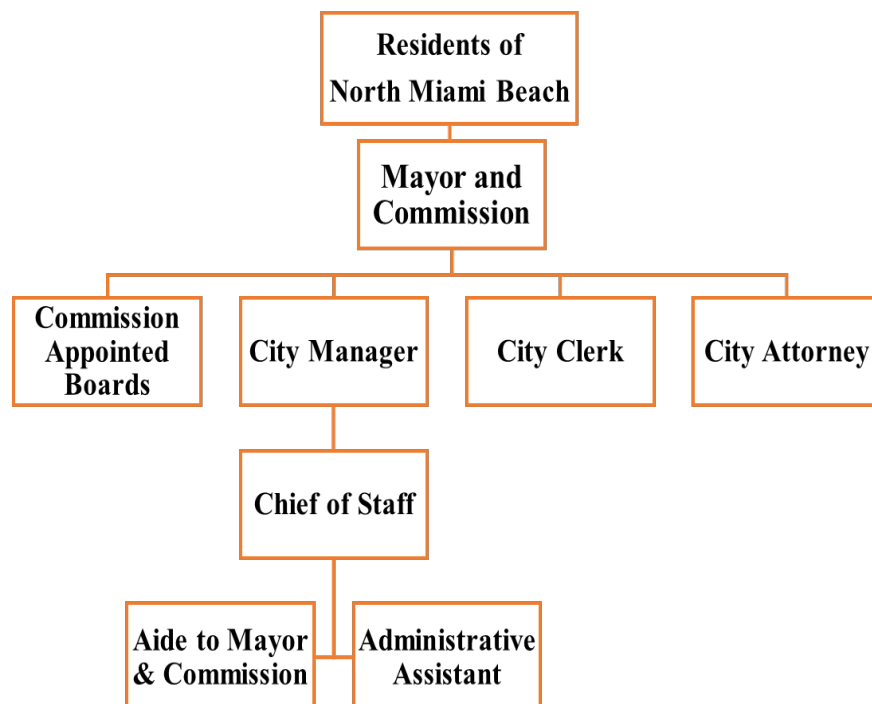 Residents of
North Miami Beach
Mayor and
Commission
Commission
Appointed
Boards
City Manager
City Clerk
City Attorney
Chief of Staff
Aide to Mayor
& Commission
Administrative
Assistant